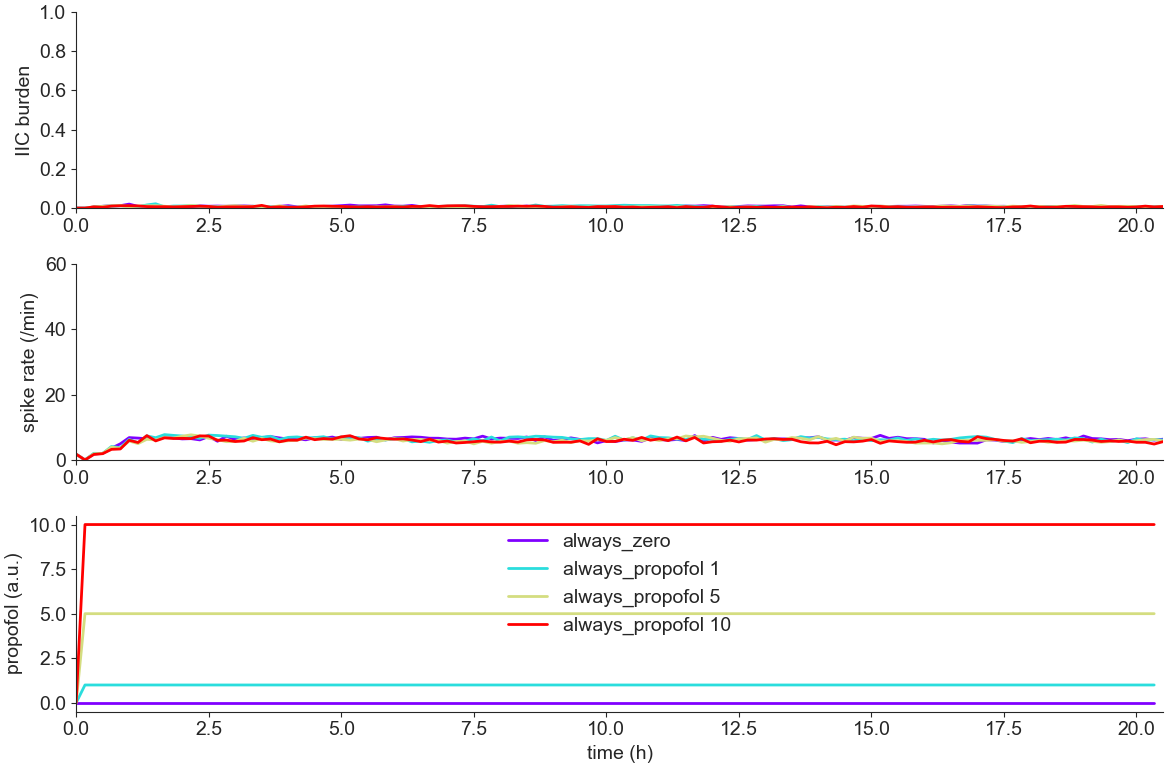 IIC burden
1.0
0.8
0.6
0.4
0.2
0.0
0.0 2.5 5.0 7.5 10.0 12.5 15.0 17.5 20.0
spike rate (/min)
60
40
20
0
0.0 2.5 5.0 7.5 10.0 12.5 15.0 17.5 20.0
propofol (a.u.)
10.0
7.5
5.0
2.5
0.0
always_zero
always_propofol 1
always_propofol 5
always_propofol 10
0.0 2.5 5.0 7.5 10.0 12.5 15.0 17.5 20.0
time (h)